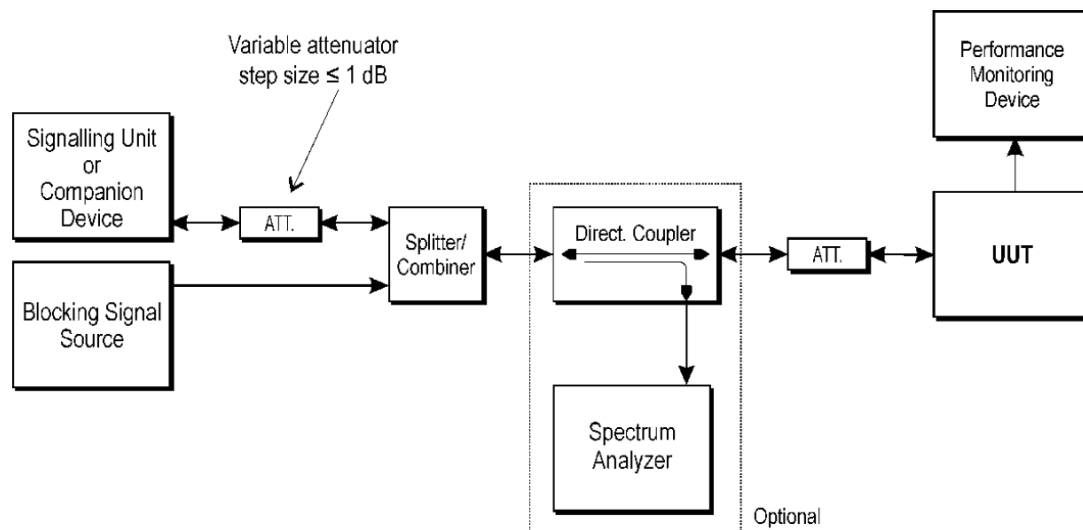 Variable attenuator
step size ≤ 1 dB
Performance
Monitoring
Device
Signalling Unit
or
Companion
Device
ATT.
Splitter/
Combiner
Direct. Coupler
ATT.
UUT
Blocking Signal
Source
Spectrum
Analyzer
Optional